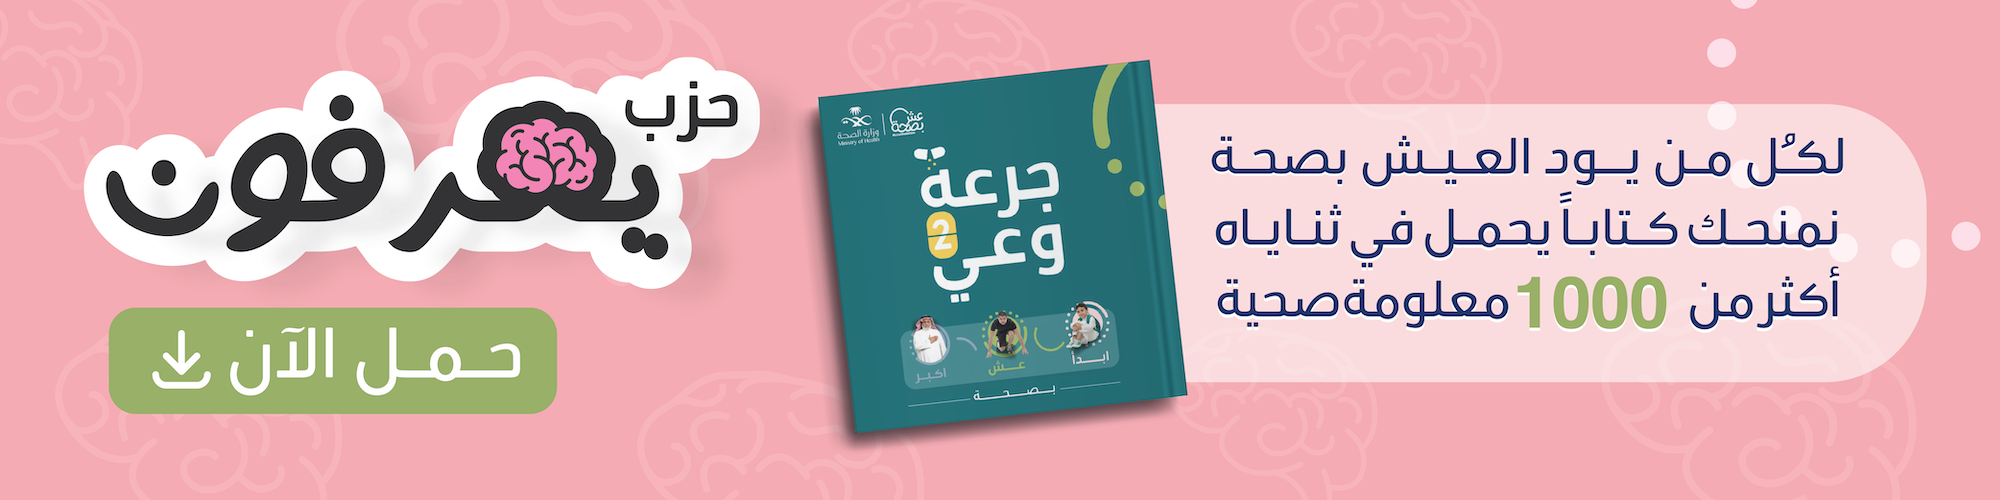 لكُل من يود العيش بصحة
نمنحك كتاباً يحمل في ثناياه
أكثر من 1000 معلومة صحية
عش بصحة
وزارة الصحة
Ministry of Health
جرعة
وعي
2
ابدأ
عش
اكبر
بصحة
حزب
يعرفون
حمل الآن